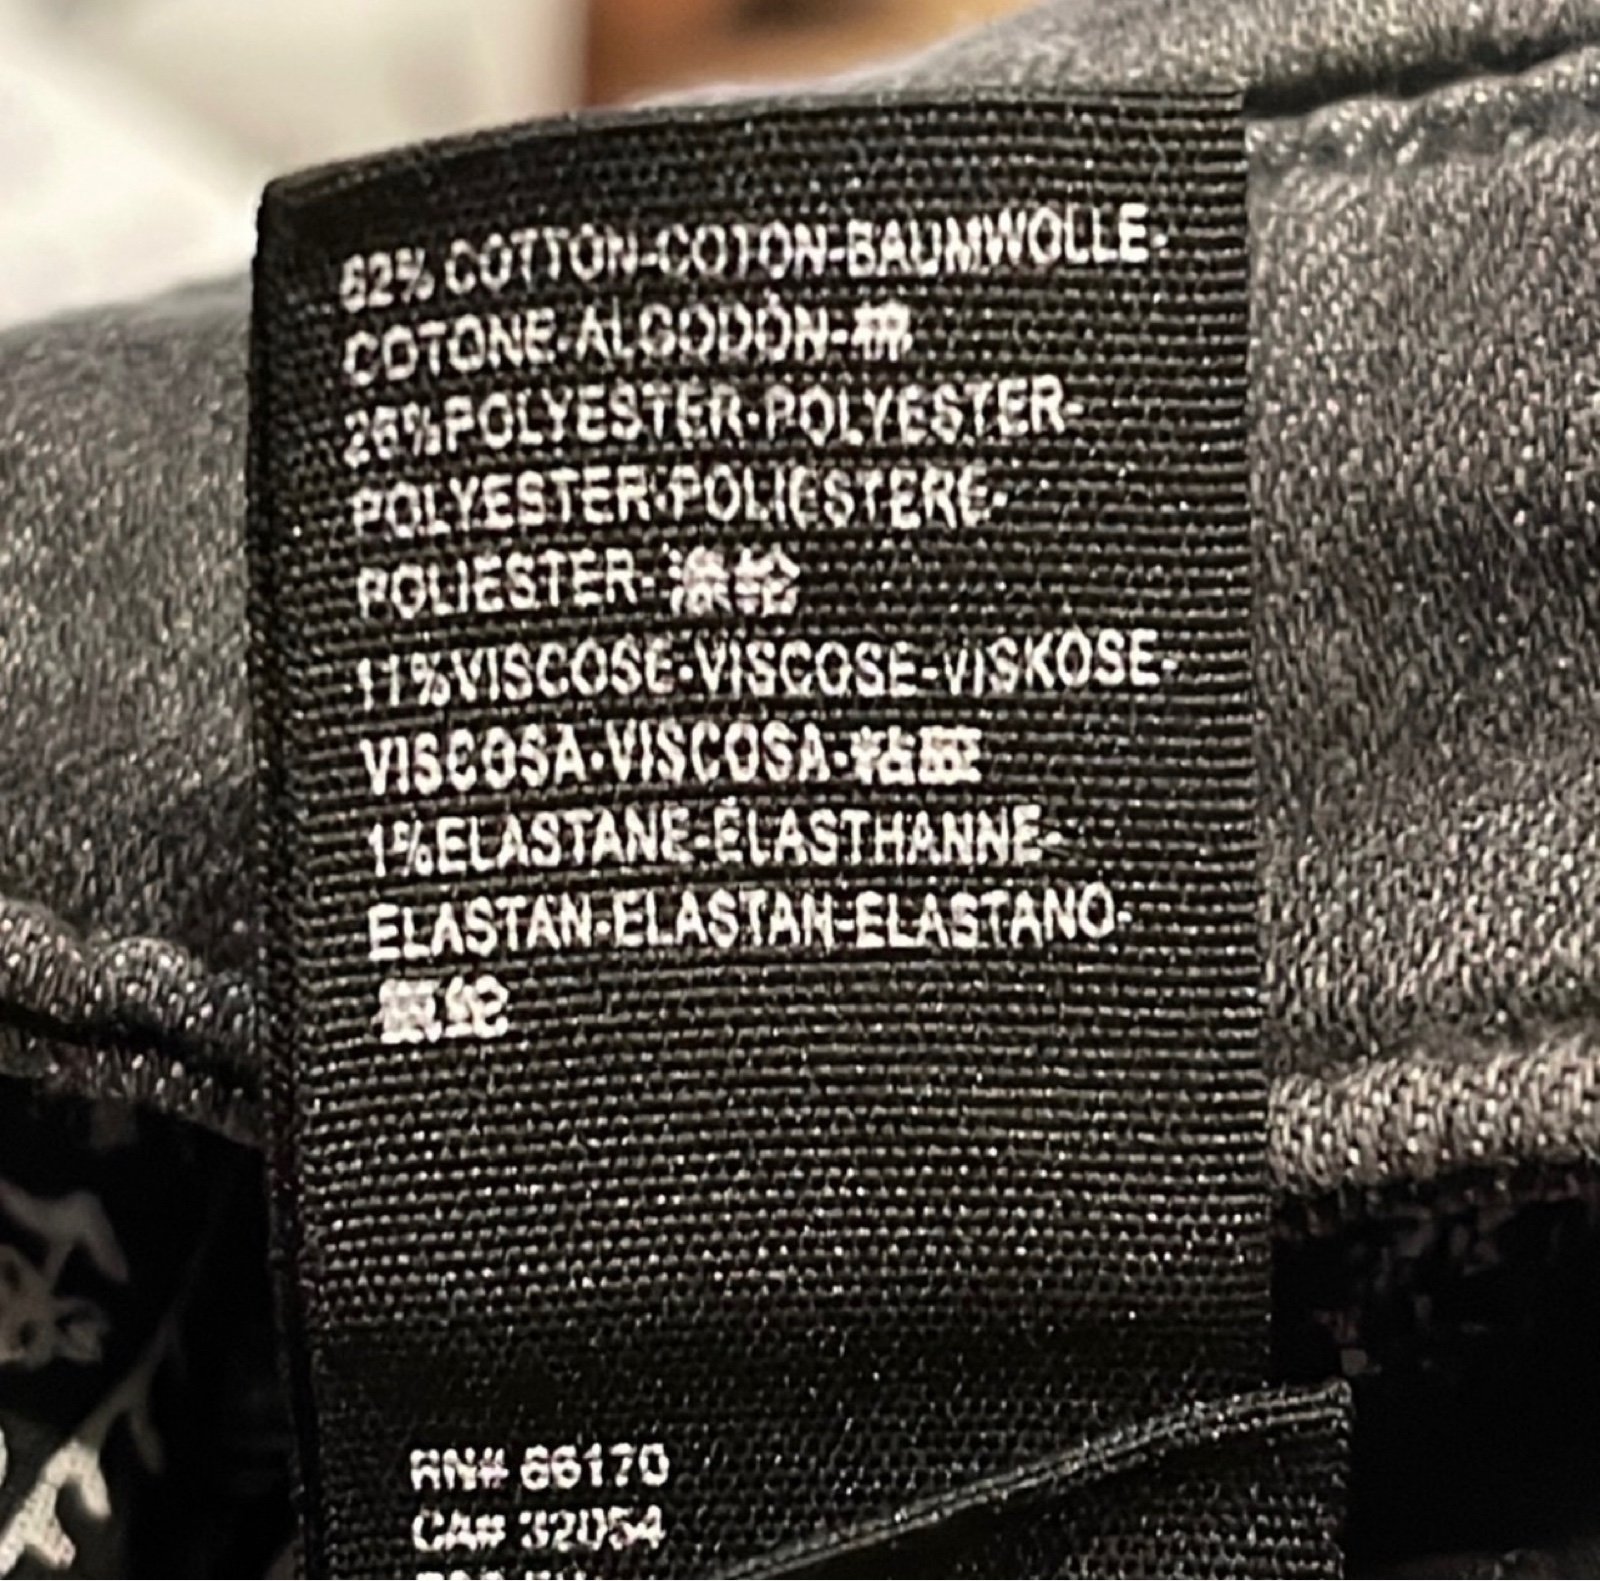 62% COTTON-COTON-BAUMWOLLE-
COTONE-ALGODÓN-棉
26%POLYESTER-POLYESTER-
POLYESTER-POLIESTERE-
POLIESTER-涤纶
11%VISCOSE-VISCOSE-VISKOSE-
VISCOSA-VISCOSA-粘胶
1%ELASTANE-ÉLASTHANNE-
ELASTAN-ELASTAN-ELASTANO-
氨纶
RN# 66170
CA# 32054